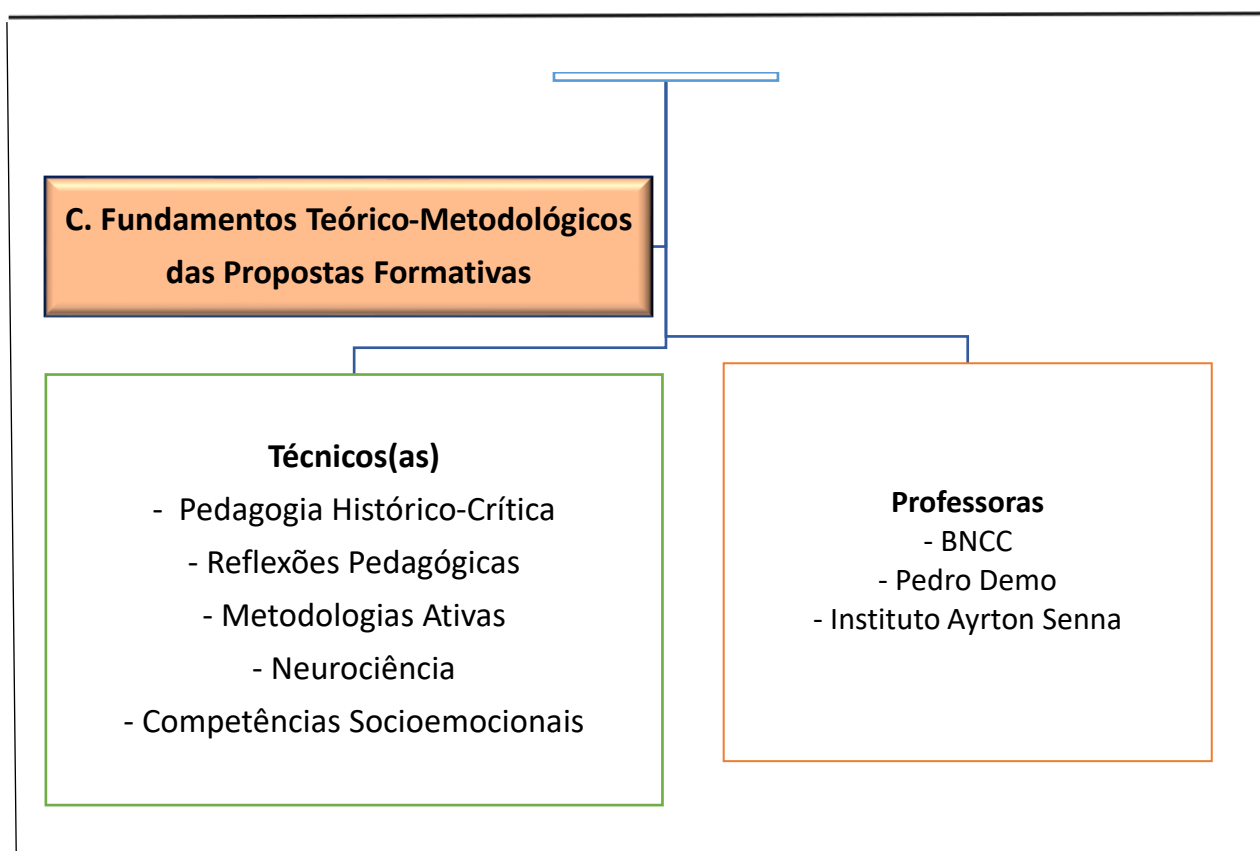 C. Fundamentos Teórico-Metodológicos
das Propostas Formativas
Técnicos(as)
- Pedagogia Histórico-Crítica
- Reflexões Pedagógicas
- Metodologias Ativas
- Neurociência
- Competências Socioemocionais
Professoras
- BNCC
- Pedro Demo
- Instituto Ayrton Senna